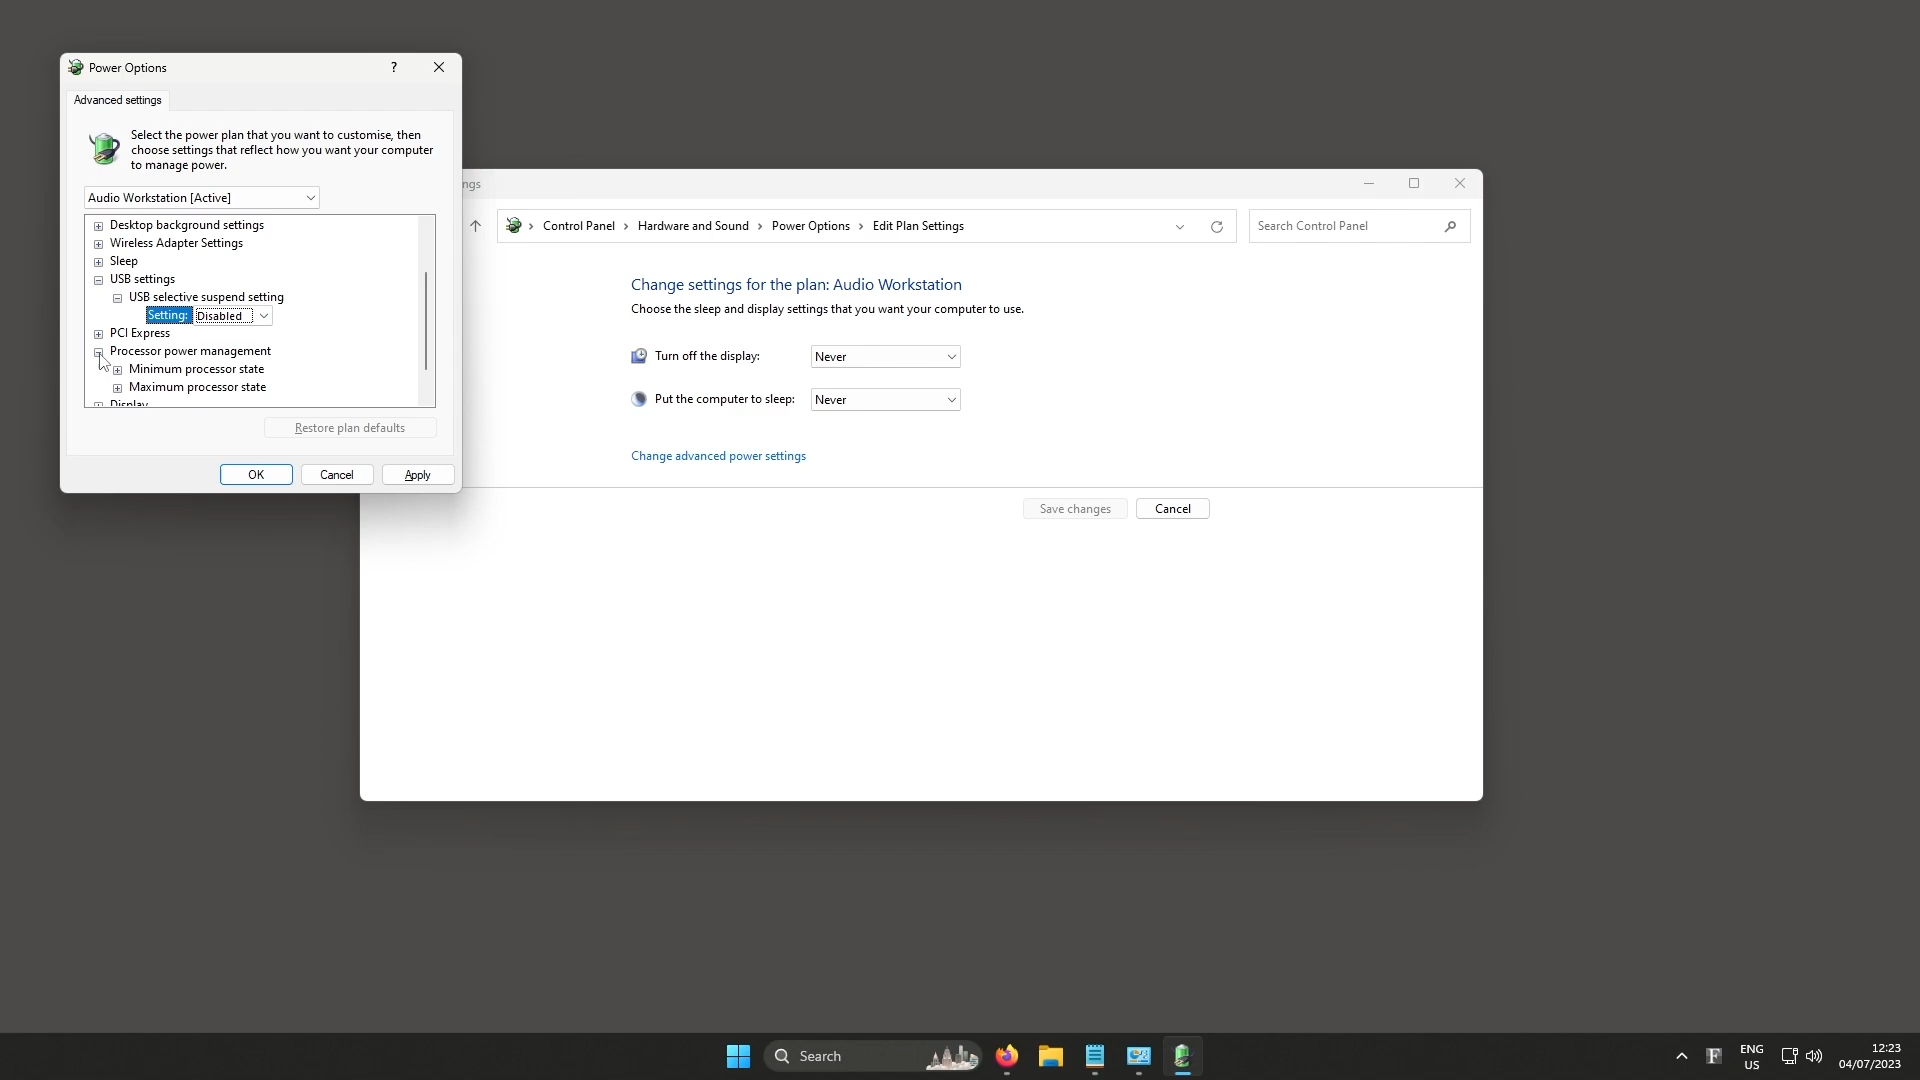 Power Options
?
Advanced settings
Select the power plan that you want to customise, then
choose settings that reflect how you want your computer
to manage power.
Audio Workstation [Active]
Desktop background settings
Wireless Adapter Settings
Sleep
USB settings
USB selective suspend setting
Setting: Disabled
PCI Express
Processor power management
Minimum processor state
Maximum processor state
Display
Restore plan defaults
OK
Cancel
Apply
ngs
Control Panel > Hardware and Sound > Power Options > Edit Plan Settings
Search Control Panel
Change settings for the plan: Audio Workstation
Choose the sleep and display settings that you want your computer to use.
Turn off the display: Never
Put the computer to sleep: Never
Change advanced power settings
Save changes
Cancel
Search
F
ENG
US
12:23
04/07/2023